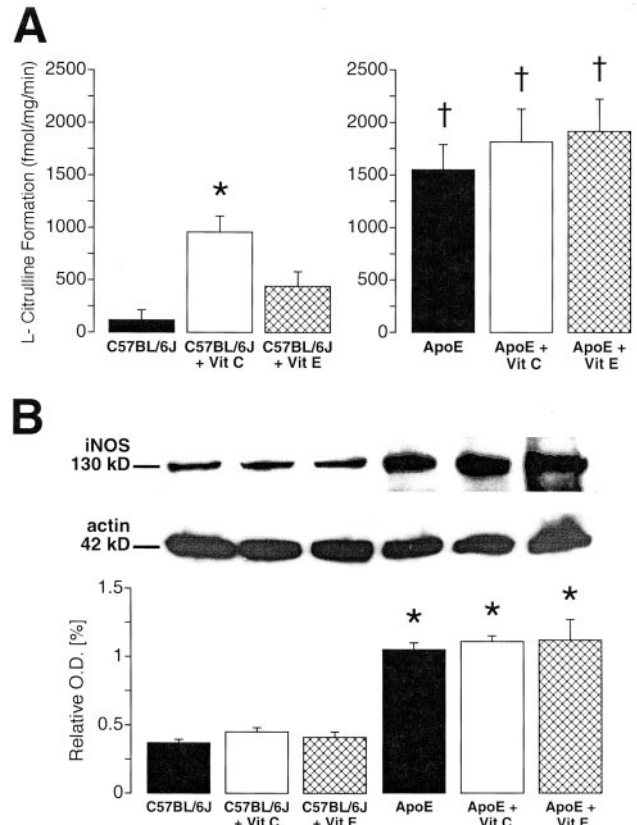 A
L- Citrulline Formation (fmol/mg/min)
2500
2000
1500
1000
500
0
*
C57BL/6J
C57BL/6J + Vit C
C57BL/6J + Vit E
2500
2000
1500
1000
500
0
† † †
ApoE
ApoE + Vit C
ApoE + Vit E
B
iNOS
130 kD
actin
42 kD
Relative O.D. [%]
1.5
1
0.5
0
* * *
C57BL/6J
C57BL/6J + Vit C
C57BL/6J + Vit E
ApoE
ApoE + Vit C
ApoE + Vit E